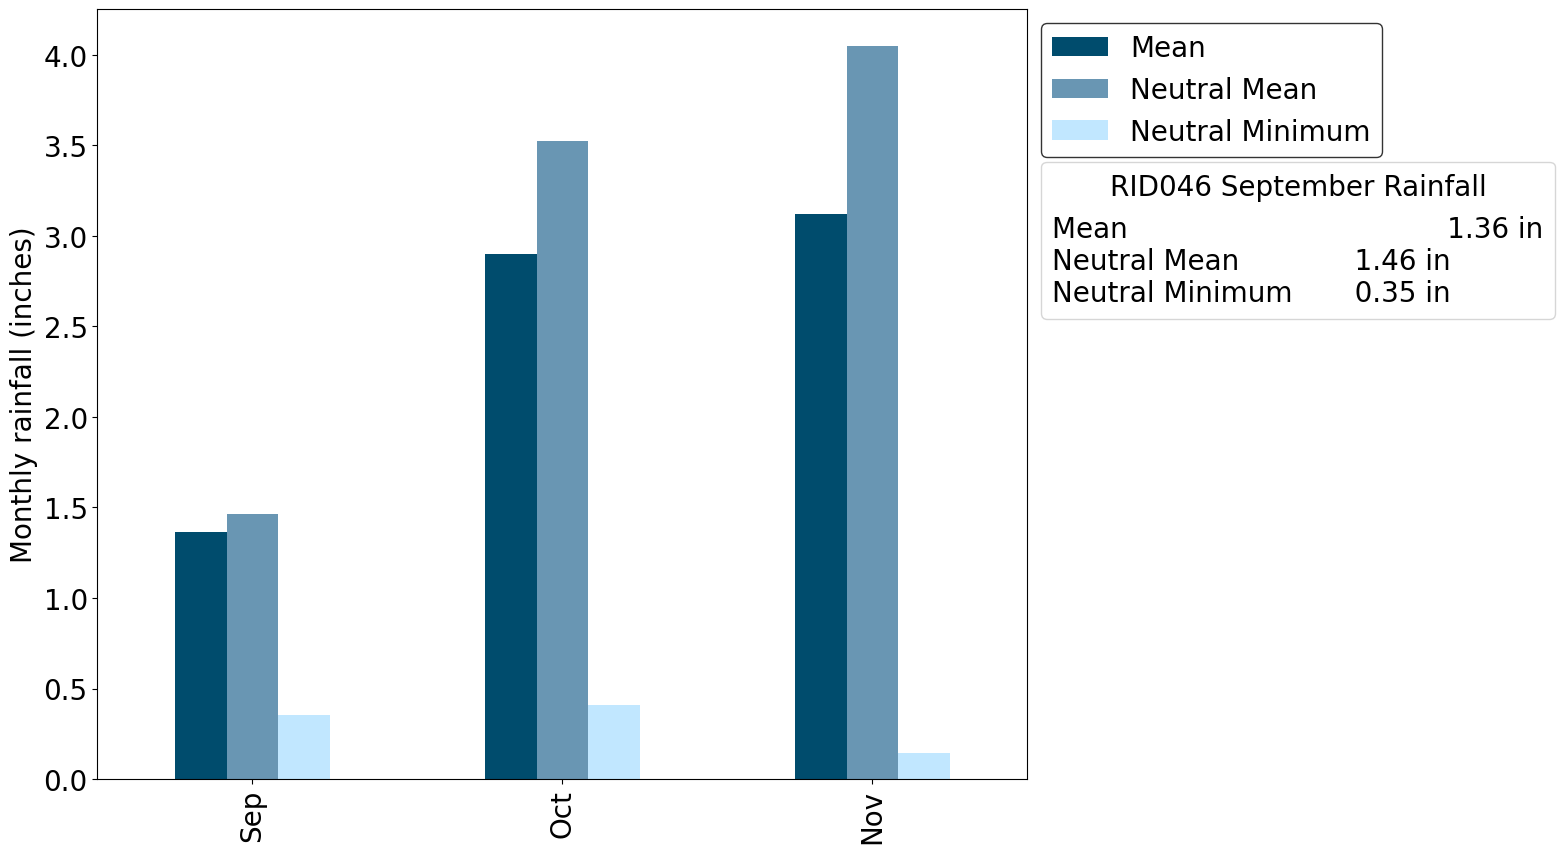 Mean
Neutral Mean
Neutral Minimum
RID046 September Rainfall
Mean 1.36 in
Neutral Mean 1.46 in
Neutral Minimum 0.35 in
Monthly rainfall (inches)
4.0
3.5
3.0
2.5
2.0
1.5
1.0
0.5
0.0
Sep
Oct
Nov